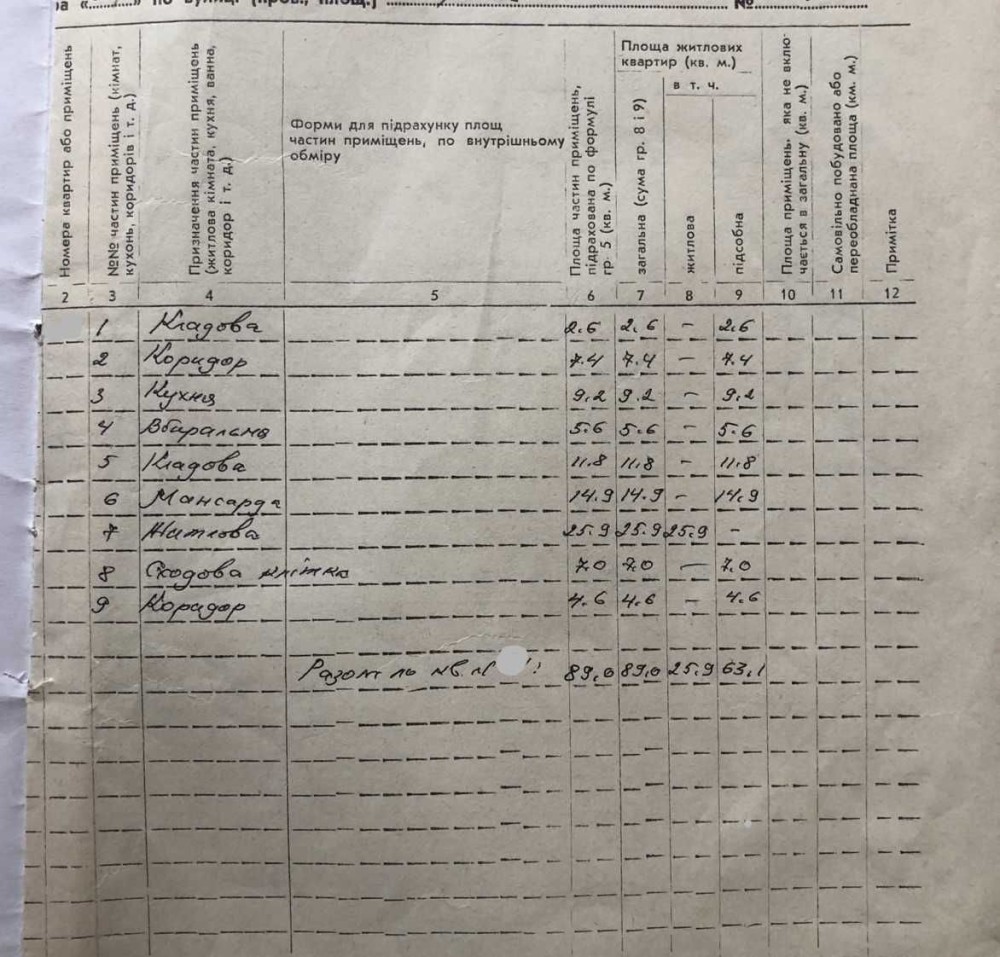 по вулиці (пров., площ.) №
Номера квартир або приміщень
№№ частин приміщень (кімнат, кухонь, коридорів і т. д.)
Призначення частин приміщень (житлова кімната, кухня, ванна, коридор і т. д.)
Форми для підрахунку площ
частин приміщень, по внутрішньому
обміру
Площа частин приміщень, підрахована по формулі гр. 5 (кв. м.)
Площа житлових
квартир (кв. м.)
в т. ч.
загальна (сума гр. 8 і 9)
житлова
підсобна
Площа приміщень, яка не вклю-
чається в загальну (кв. м.)
Самовільно побудовано або
переобладнана площа (км. м.)
Примітка
2 3 4 5 6 7 8 9 10 11 12
1 Кладова 2.6 2.6 – 2.6
2 Коридор 7.4 7.4 – 7.4
3 Кухня 9.2 9.2 – 9.2
4 Вбиральня 5.6 5.6 – 5.6
5 Кладова 11.8 11.8 – 11.8
6 Мансарда 14.9 14.9 – 14.9
7 Житлова 25.9 25.9 25.9 –
8 Сходова клітка 7.0 7.0 – 7.0
9 Коридор 4.6 4.6 – 4.6
Разом по кв. № : 89,0 89,0 25.9 63,1